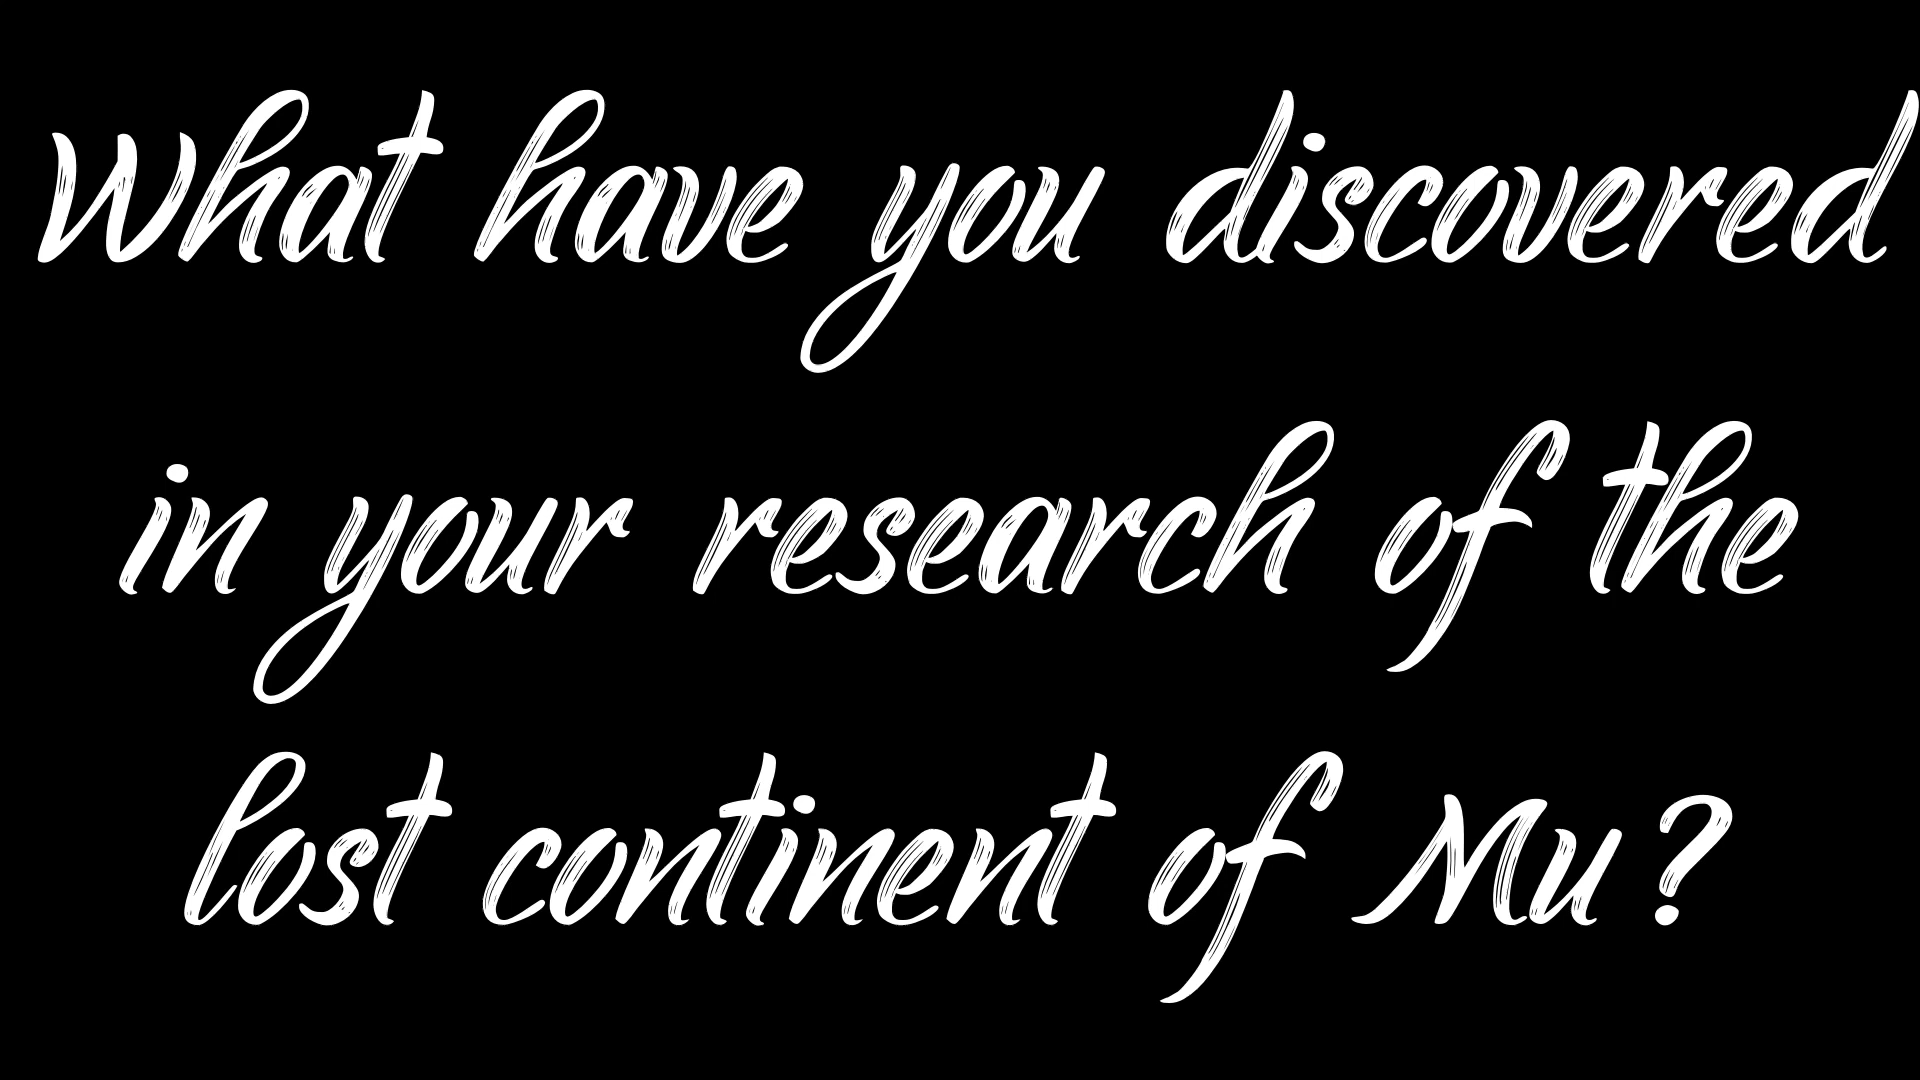 What have you discovered
in your research of the
lost continent of Mu?